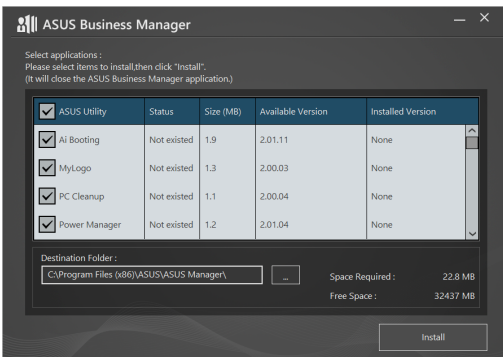 ASUS Business Manager
Select applications :
Please select items to install,then click "Install".
(It will close the ASUS Business Manager application.)
ASUS Utility Status Size (MB) Available Version Installed Version
Ai Booting Not existed 1.9 2.01.11 None
MyLogo Not existed 1.3 2.00.03 None
PC Cleanup Not existed 1.1 2.00.04 None
Power Manager Not existed 1.2 2.01.04 None
Destination Folder :
C:\Program Files (x86)\ASUS\ASUS Manager\ ...
Space Required : 22.8 MB
Free Space : 32437 MB
Install